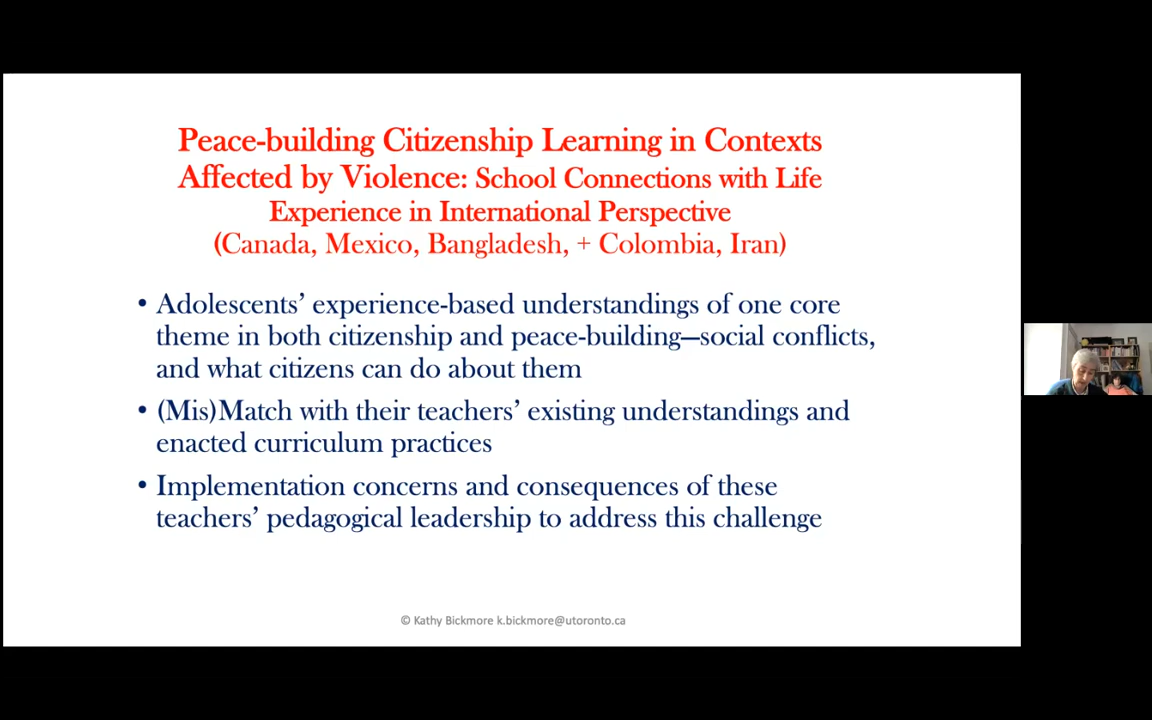 Peace-building Citizenship Learning in Contexts
Affected by Violence: School Connections with Life
Experience in International Perspective
(Canada, Mexico, Bangladesh, + Colombia, Iran)
• Adolescents’ experience-based understandings of one core
theme in both citizenship and peace-building—social conflicts,
and what citizens can do about them
• (Mis)Match with their teachers’ existing understandings and
enacted curriculum practices
• Implementation concerns and consequences of these
teachers’ pedagogical leadership to address this challenge
© Kathy Bickmore k.bickmore@utoronto.ca